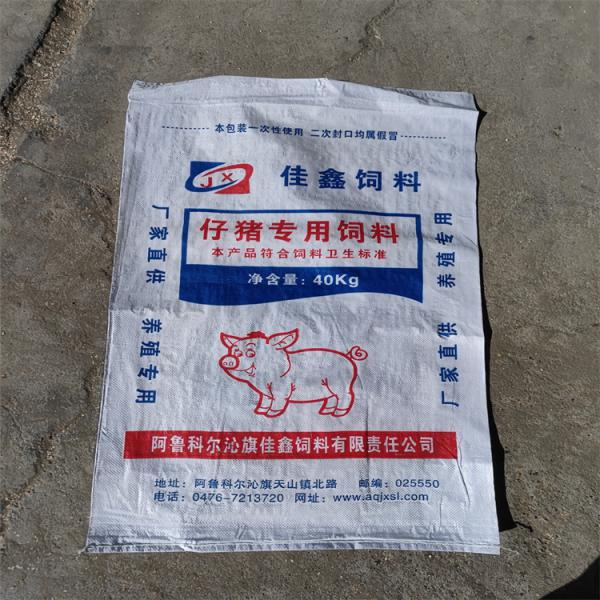 本包装一次性使用 二次封口均属假冒
JX
佳鑫饲料
仔猪专用饲料
本产品符合饲料卫生标准
净含量：40Kg
厂家直供
养殖专用
养殖专用
厂家直供
阿鲁科尔沁旗佳鑫饲料有限责任公司
地址：阿鲁科尔沁旗天山镇北路 邮编：025550
电话：0476-7213720 网址：www.aqjxsl.com